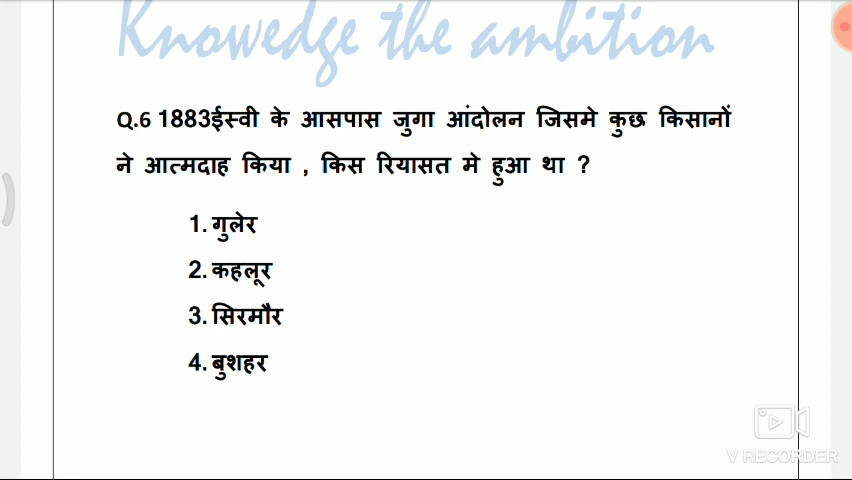 Knowedge the ambition
Q.6 1883ईस्वी के आसपास जुगा आंदोलन जिसमे कुछ किसानों
ने आत्मदाह किया , किस रियासत मे हुआ था ?
1. गुलेर
2. कहलूर
3. सिरमौर
4. बुशहर
V RECORDER